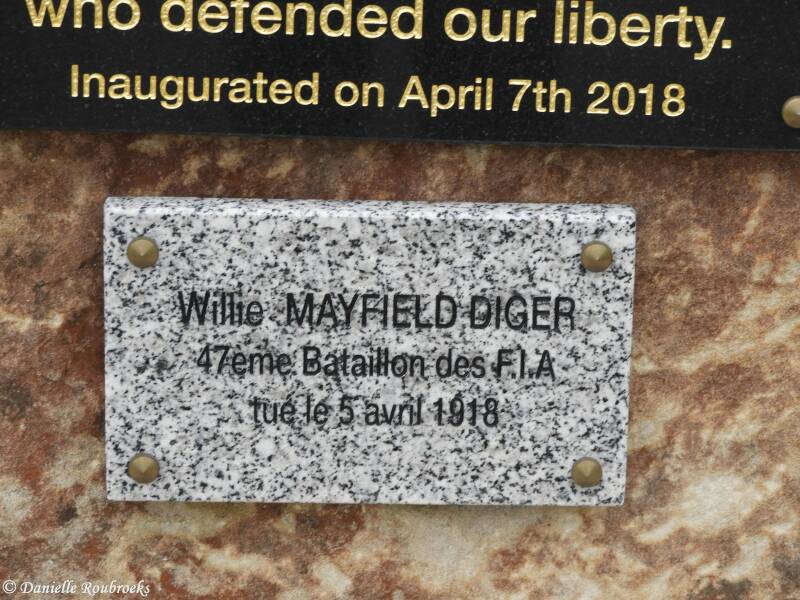 who defended our liberty.
Inaugurated on April 7th 2018
Willie MAYFIELD DIGER
47eme Bataillon des F.I.A
tué le 5 avril 1918
© Danielle Roubroeks